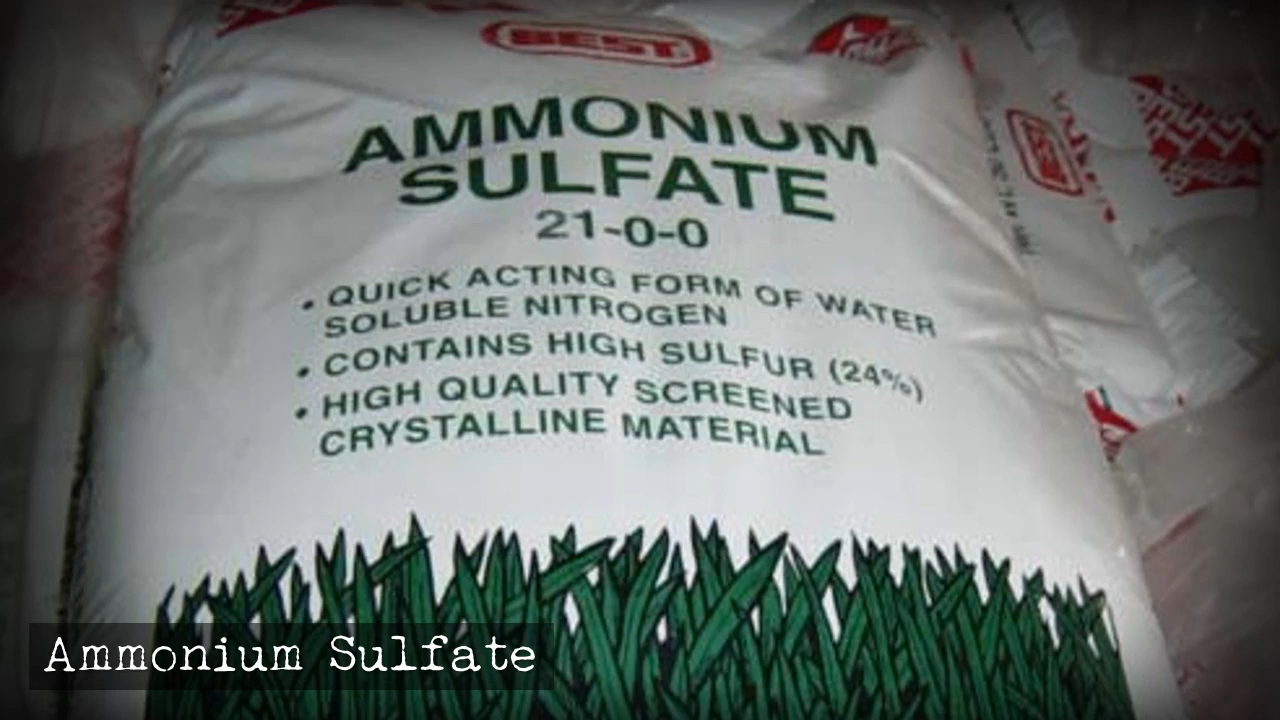 BEST
AMMONIUM
SULFATE
21-0-0
• QUICK ACTING FORM OF WATER
SOLUBLE NITROGEN
• CONTAINS HIGH SULFUR (24%)
• HIGH QUALITY SCREENED
CRYSTALLINE MATERIAL
BEST
Ammonium Sulfate